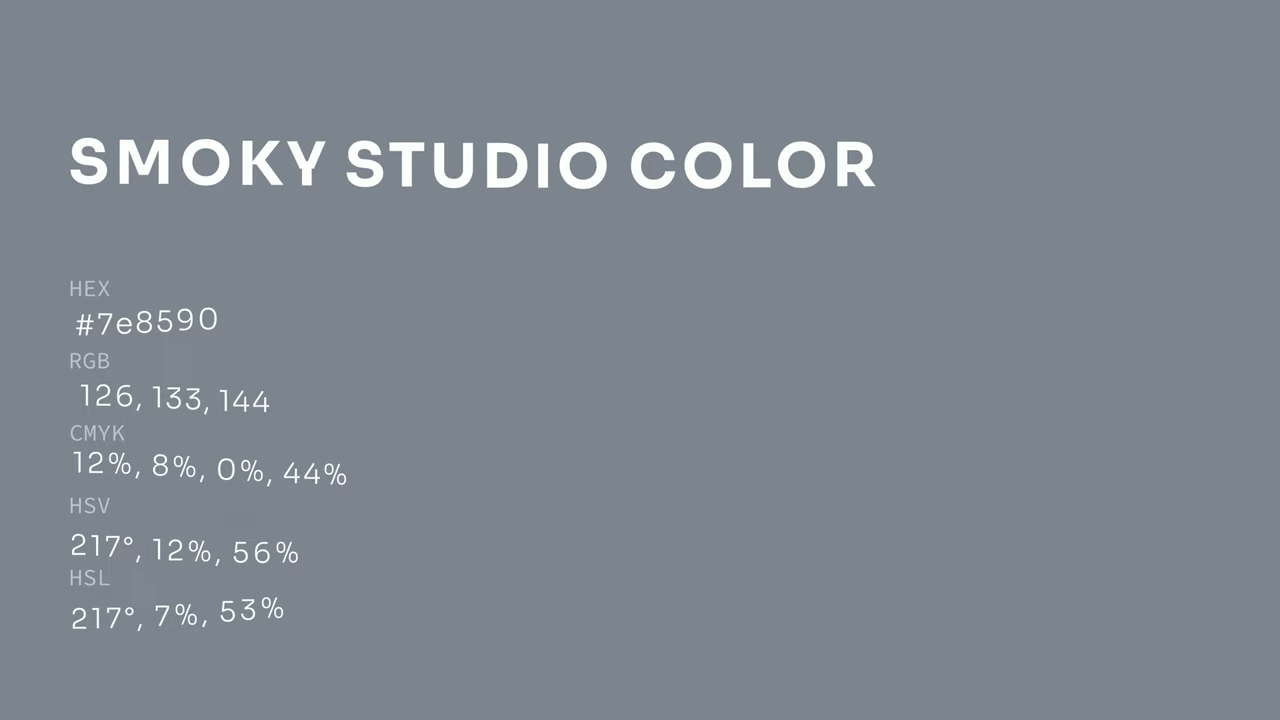 SMOKY STUDIO COLOR
HEX
#7e8590
RGB
126, 133, 144
CMYK
12%, 8%, 0%, 44%
HSV
217°, 12%, 56%
HSL
217°, 7%, 53%